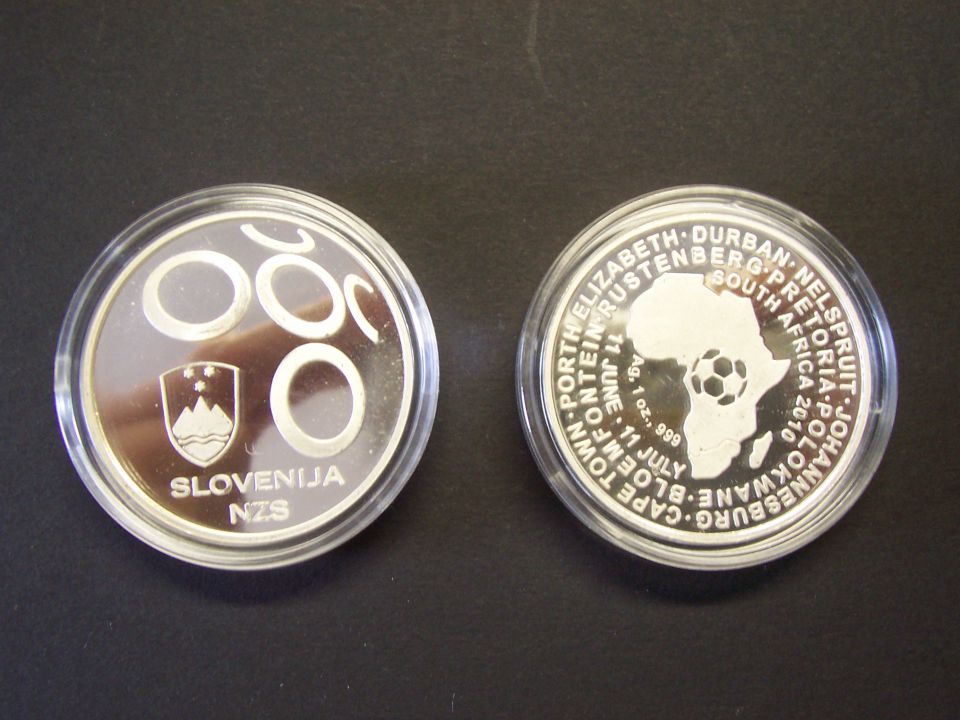 SLOVENIJA
NZS
CAPE TOWN · PORTH ELIZABETH · DURBAN · NELSPRUIT · JOHANNESBURG ·
BLOEMFONTEIN · RUSTENBERG · PRETORIA · POLOKWANE ·
SOUTH AFRICA 2010
11 JUNE · 11 JULY
Ag. 1 oz., 999